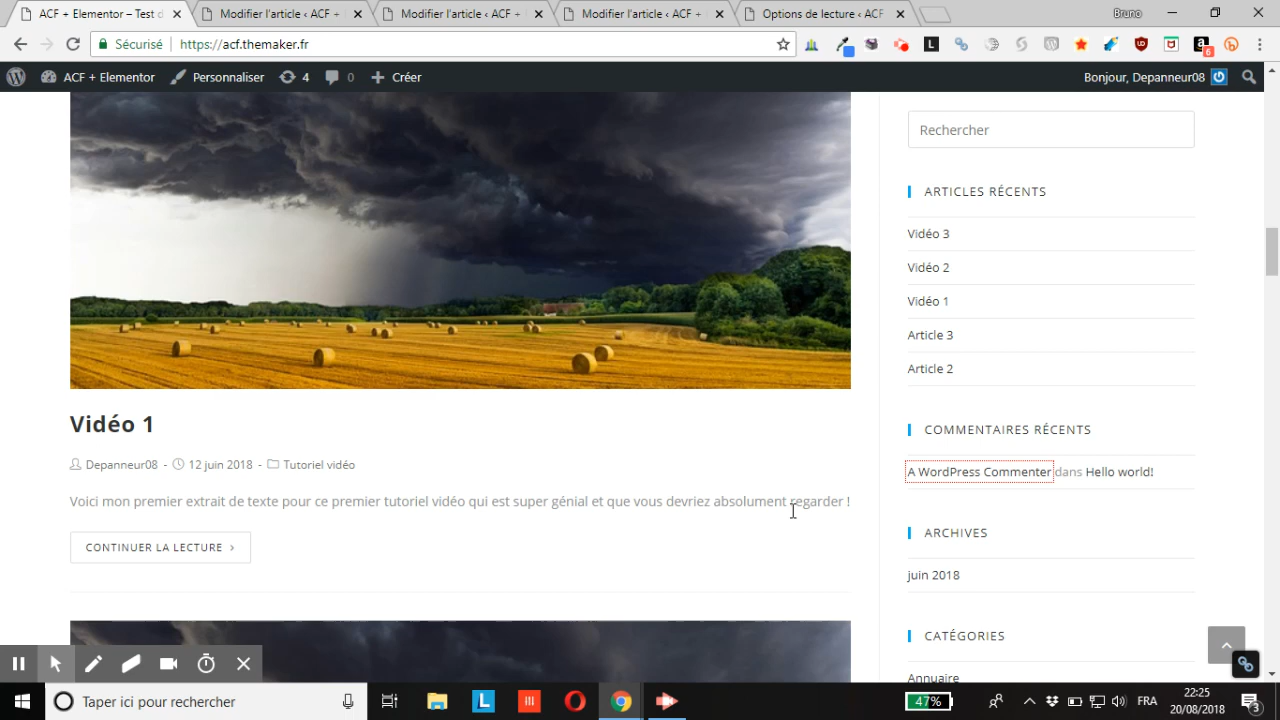 ACF + Elementor – Test d
Modifier l'article ‹ ACF +
Modifier l'article ‹ ACF +
Modifier l'article ‹ ACF +
Options de lecture ‹ ACF
Bruno
Sécurisé
https://acf.themaker.fr
6
ACF + Elementor
Personnaliser
4
0
Créer
Bonjour, Depanneur08
Rechercher
ARTICLES RÉCENTS
Vidéo 3
Vidéo 2
Vidéo 1
Article 3
Article 2
COMMENTAIRES RÉCENTS
A WordPress Commenter dans Hello world!
ARCHIVES
juin 2018
CATÉGORIES
Annuaire
Vidéo 1
Depanneur08 - 12 juin 2018 - Tutoriel vidéo
Voici mon premier extrait de texte pour ce premier tutoriel vidéo qui est super génial et que vous devriez absolument regarder !
CONTINUER LA LECTURE ›
Taper ici pour rechercher
L
47%
FRA
22:25
20/08/2018
3